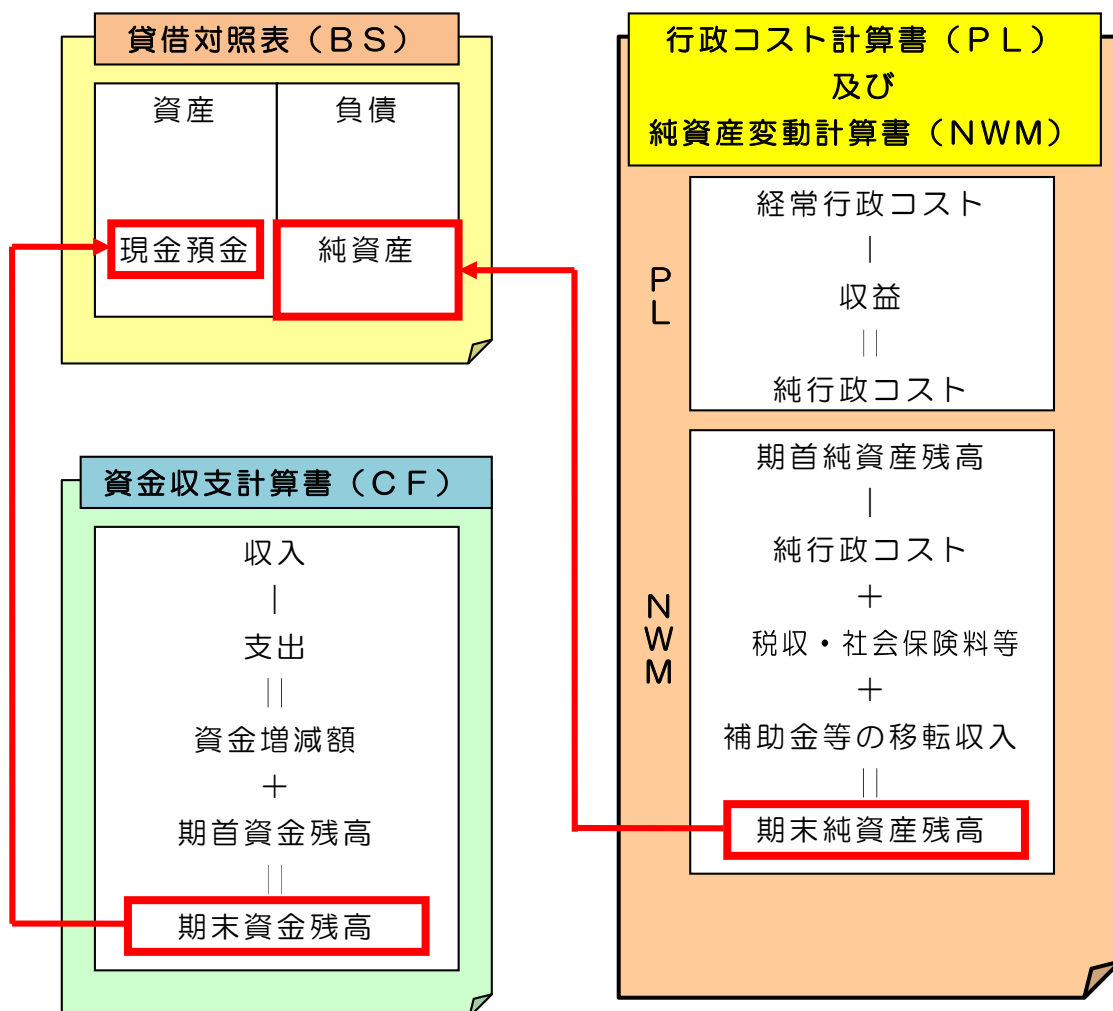 貸借対照表（ＢＳ）
資産
負債
現金預金
純資産
資金収支計算書（ＣＦ）
収入
－
支出
＝
資金増減額
＋
期首資金残高
＝
期末資金残高
行政コスト計算書（ＰＬ）
及び
純資産変動計算書（ＮＷＭ）
ＰＬ
経常行政コスト
－
収益
＝
純行政コスト
ＮＷＭ
期首純資産残高
－
純行政コスト
＋
税収・社会保険料等
＋
補助金等の移転収入
＝
期末純資産残高